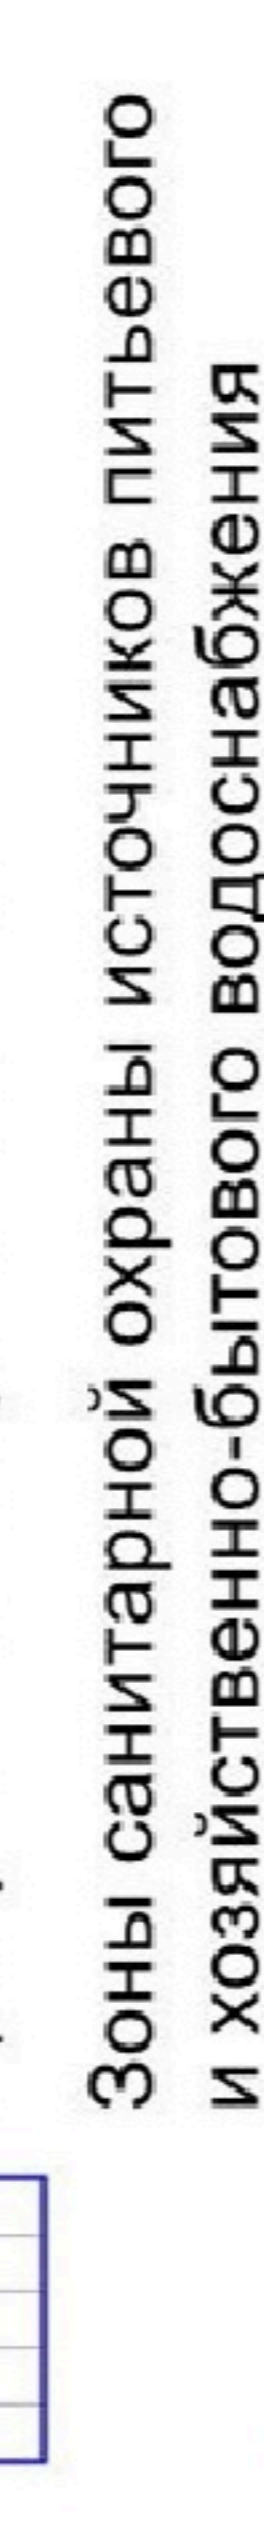 Зоны санитарной охраны источников питьевого
и хозяйственно-бытового водоснабжения